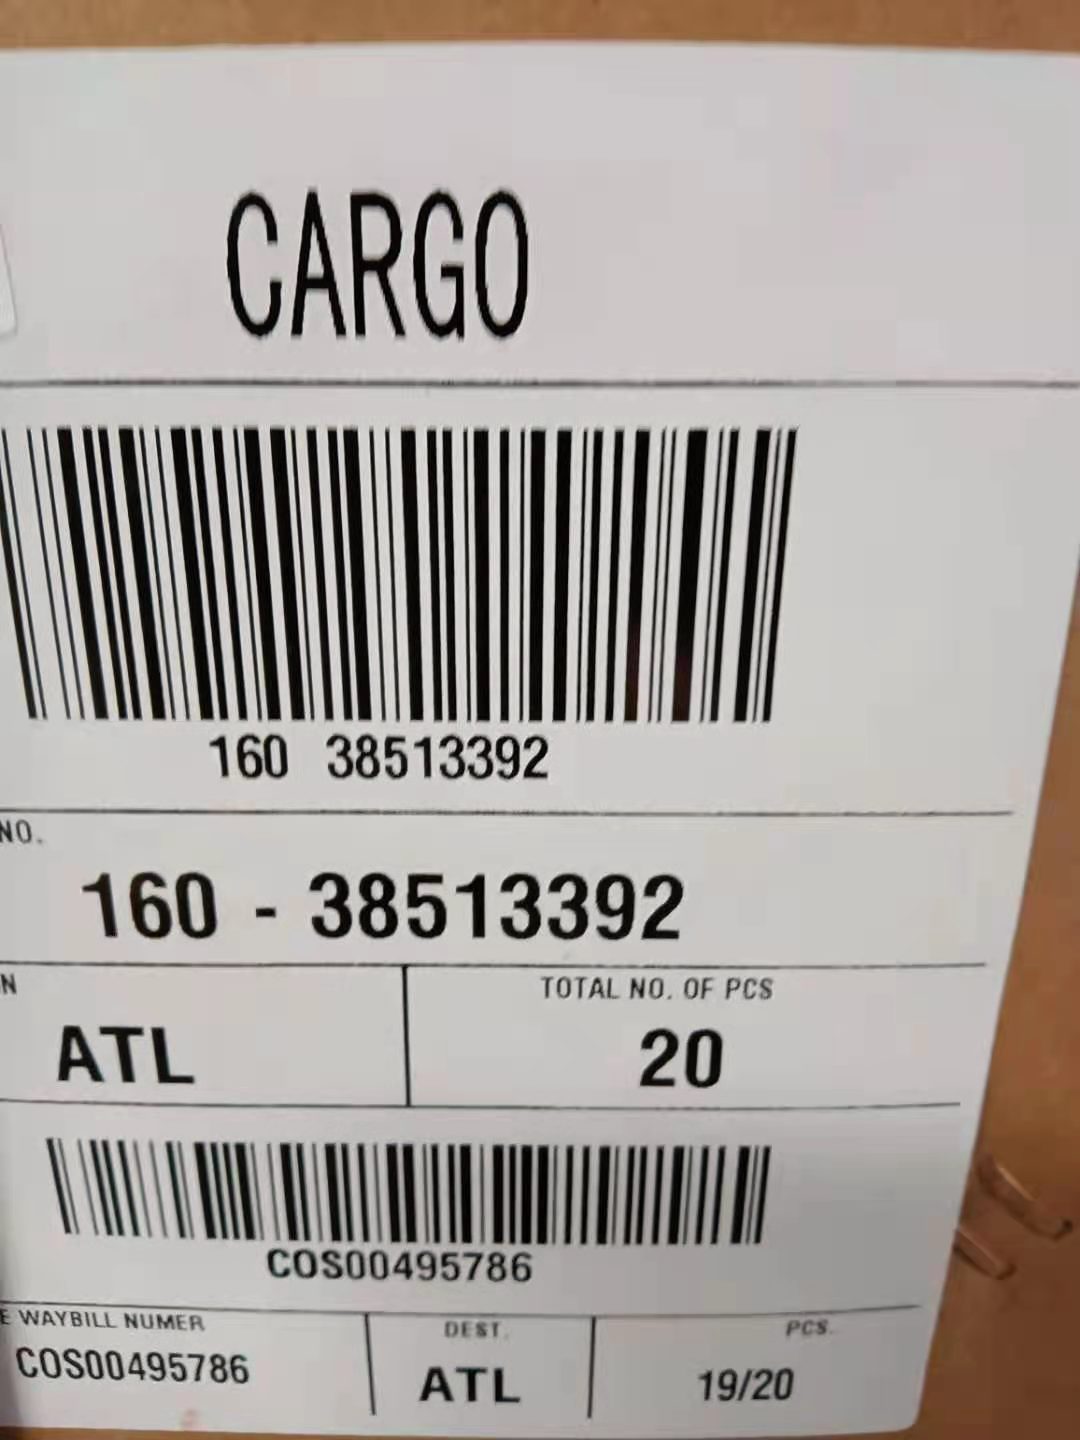 CARGO
160 38513392
NO.
160 - 38513392
N
TOTAL NO. OF PCS
ATL
20
COS00495786
E WAYBILL NUMER
DEST.
PCS.
COS00495786
ATL
19/20